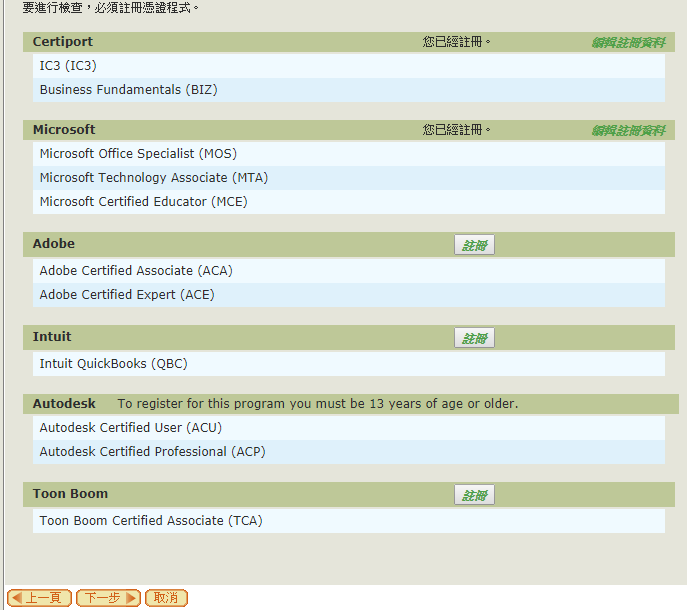 要進行檢查，必須註冊憑證程式。
Certiport 您已經註冊。 編輯註冊資料
IC3 (IC3)
Business Fundamentals (BIZ)
Microsoft 您已經註冊。 編輯註冊資料
Microsoft Office Specialist (MOS)
Microsoft Technology Associate (MTA)
Microsoft Certified Educator (MCE)
Adobe 註冊
Adobe Certified Associate (ACA)
Adobe Certified Expert (ACE)
Intuit 註冊
Intuit QuickBooks (QBC)
Autodesk To register for this program you must be 13 years of age or older.
Autodesk Certified User (ACU)
Autodesk Certified Professional (ACP)
Toon Boom 註冊
Toon Boom Certified Associate (TCA)
上一頁 下一步 取消